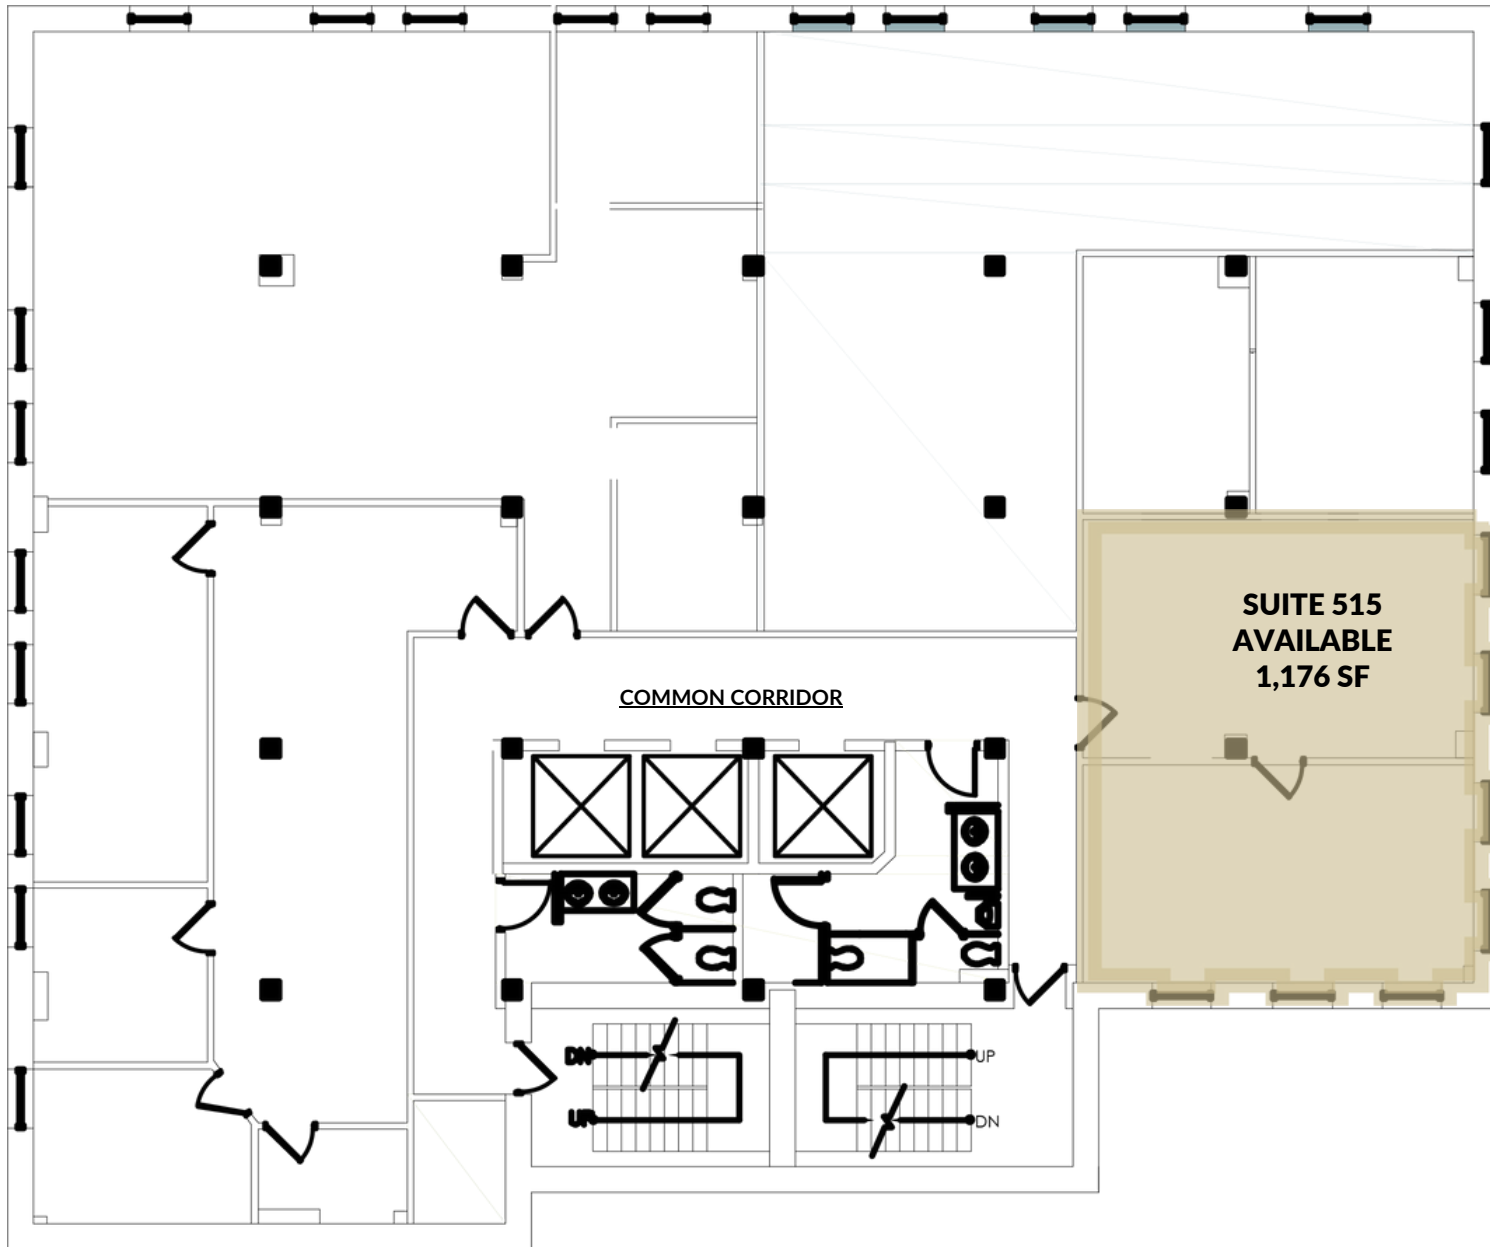 SUITE 515
AVAILABLE
1,176 SF
COMMON CORRIDOR
DN
UP
UP
DN